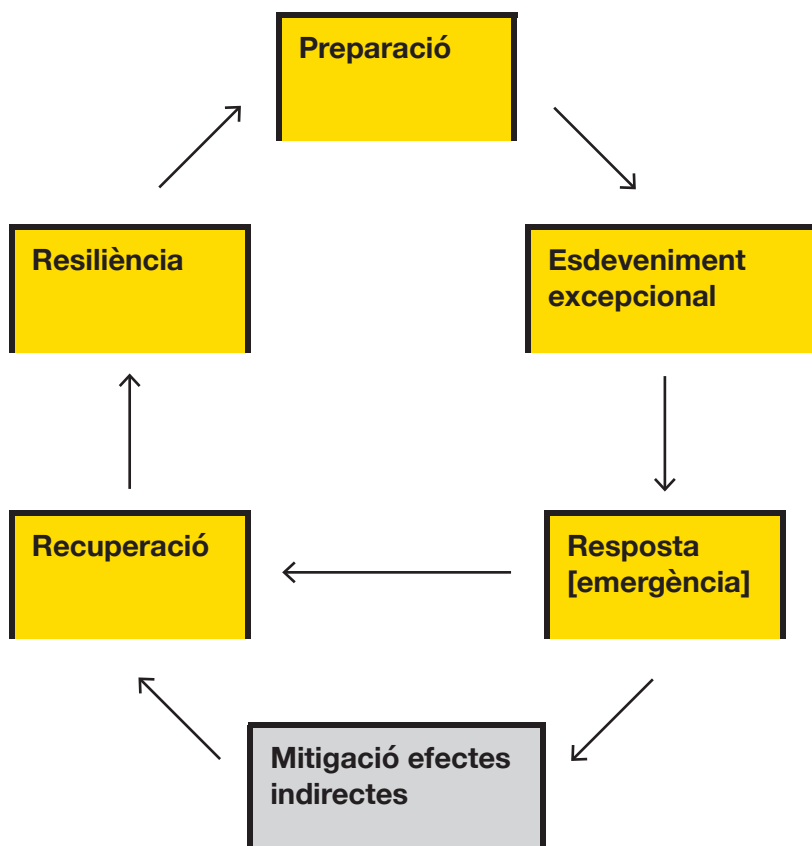 Preparació
Resiliència
Esdeveniment
excepcional
Recuperació
Resposta
[emergència]
Mitigació efectes
indirectes